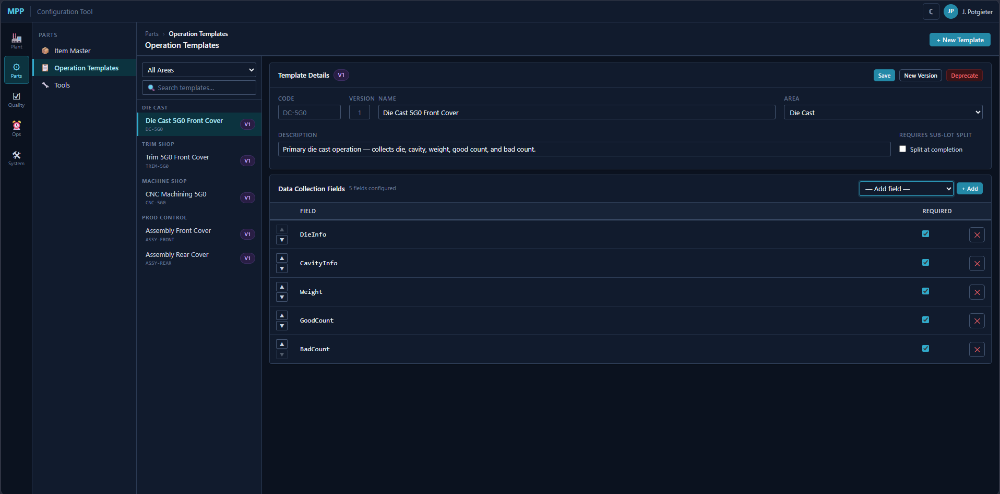 MPP Configuration Tool
JP J. Potgieter
Plant
Parts
Quality
Ops
System
PARTS
Item Master
Operation Templates
Tools
Parts › Operation Templates
Operation Templates
+ New Template
All Areas
Search templates...
DIE CAST
Die Cast 5G0 Front Cover V1
DC-5G0
TRIM SHOP
Trim 5G0 Front Cover V1
TRIM-5G0
MACHINE SHOP
CNC Machining 5G0 V1
CNC-5G0
PROD CONTROL
Assembly Front Cover V1
ASSY-FRONT
Assembly Rear Cover V1
ASSY-REAR
Template Details V1 Save New Version Deprecate
CODE VERSION NAME AREA
DC-5G0 1 Die Cast 5G0 Front Cover Die Cast
DESCRIPTION REQUIRES SUB-LOT SPLIT
Primary die cast operation — collects die, cavity, weight, good count, and bad count. Split at completion
Data Collection Fields 5 fields configured — Add field — + Add
FIELD REQUIRED
DieInfo
CavityInfo
Weight
GoodCount
BadCount